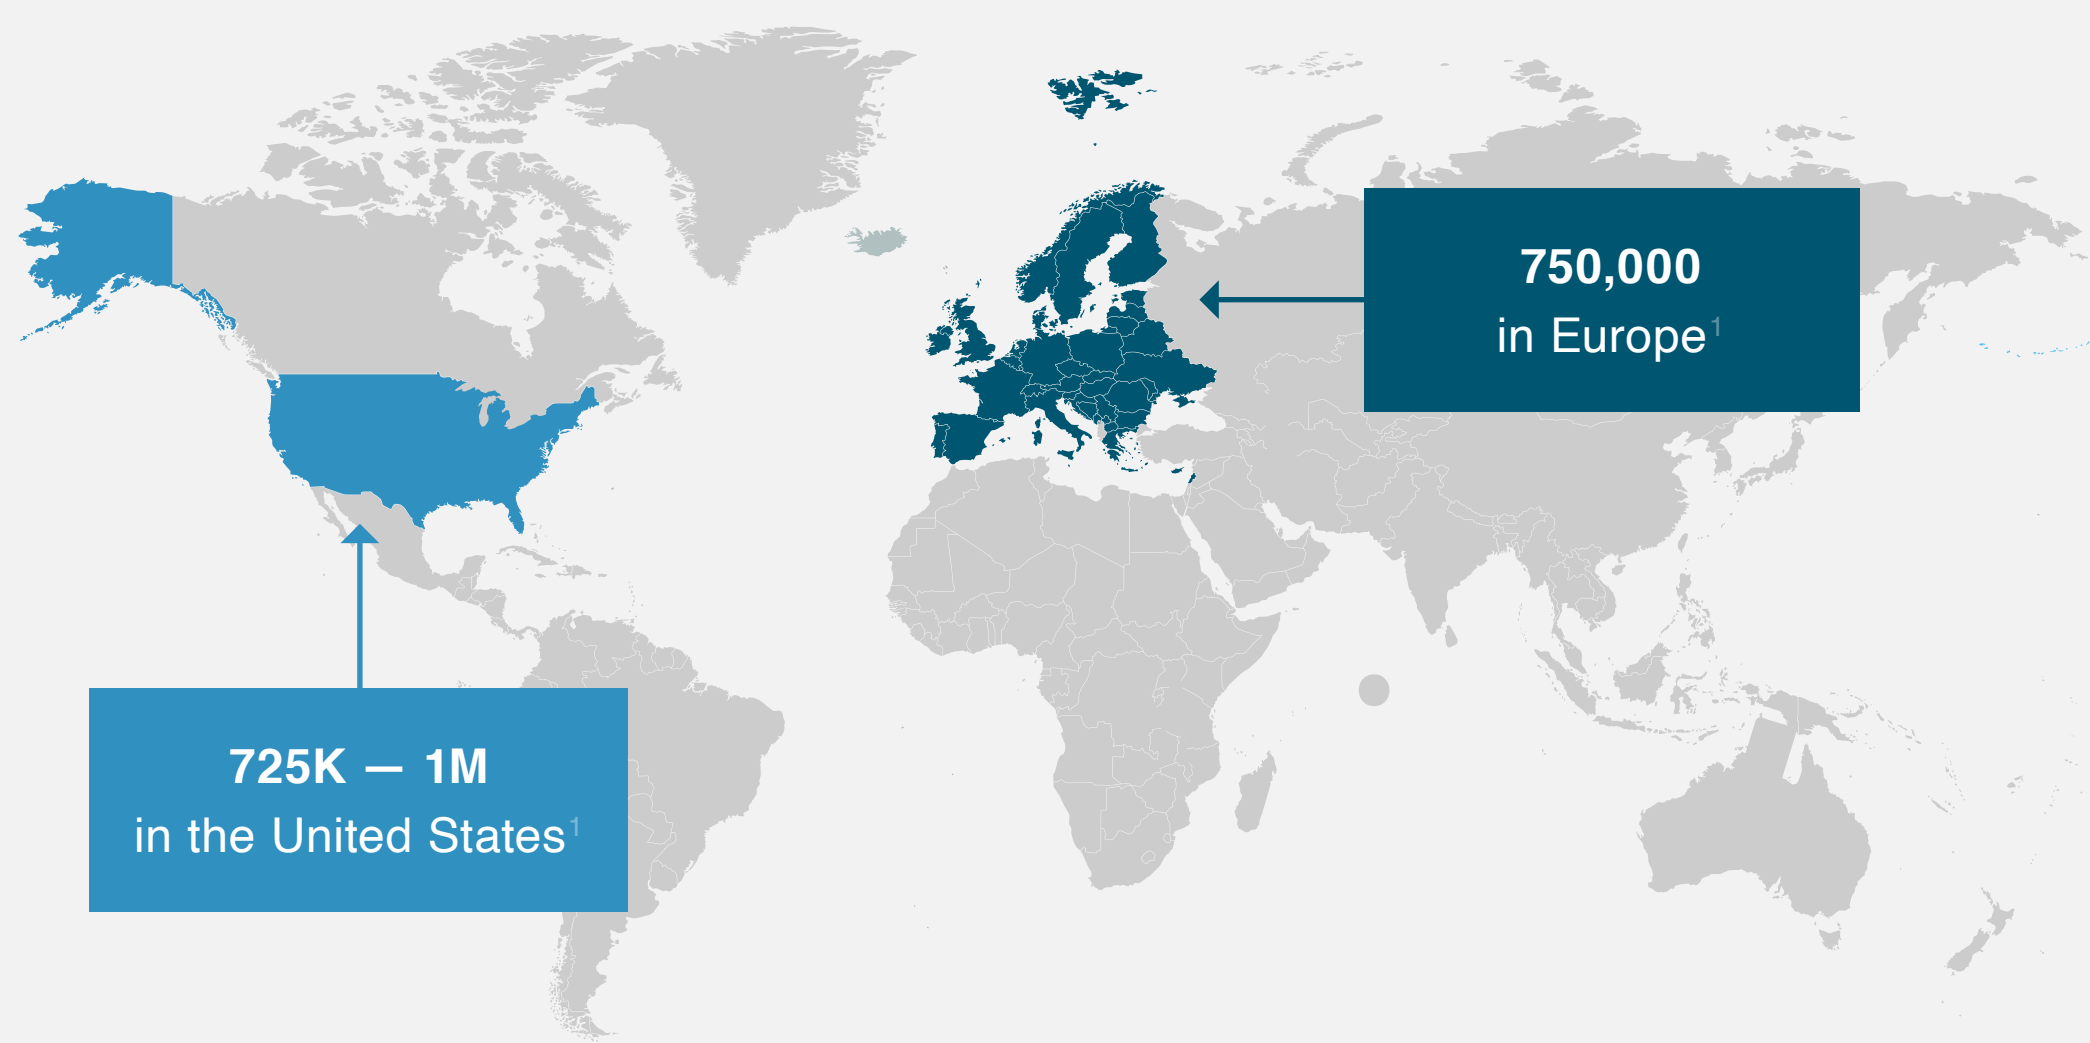 750,000
in Europe1
725K — 1M
in the United States1